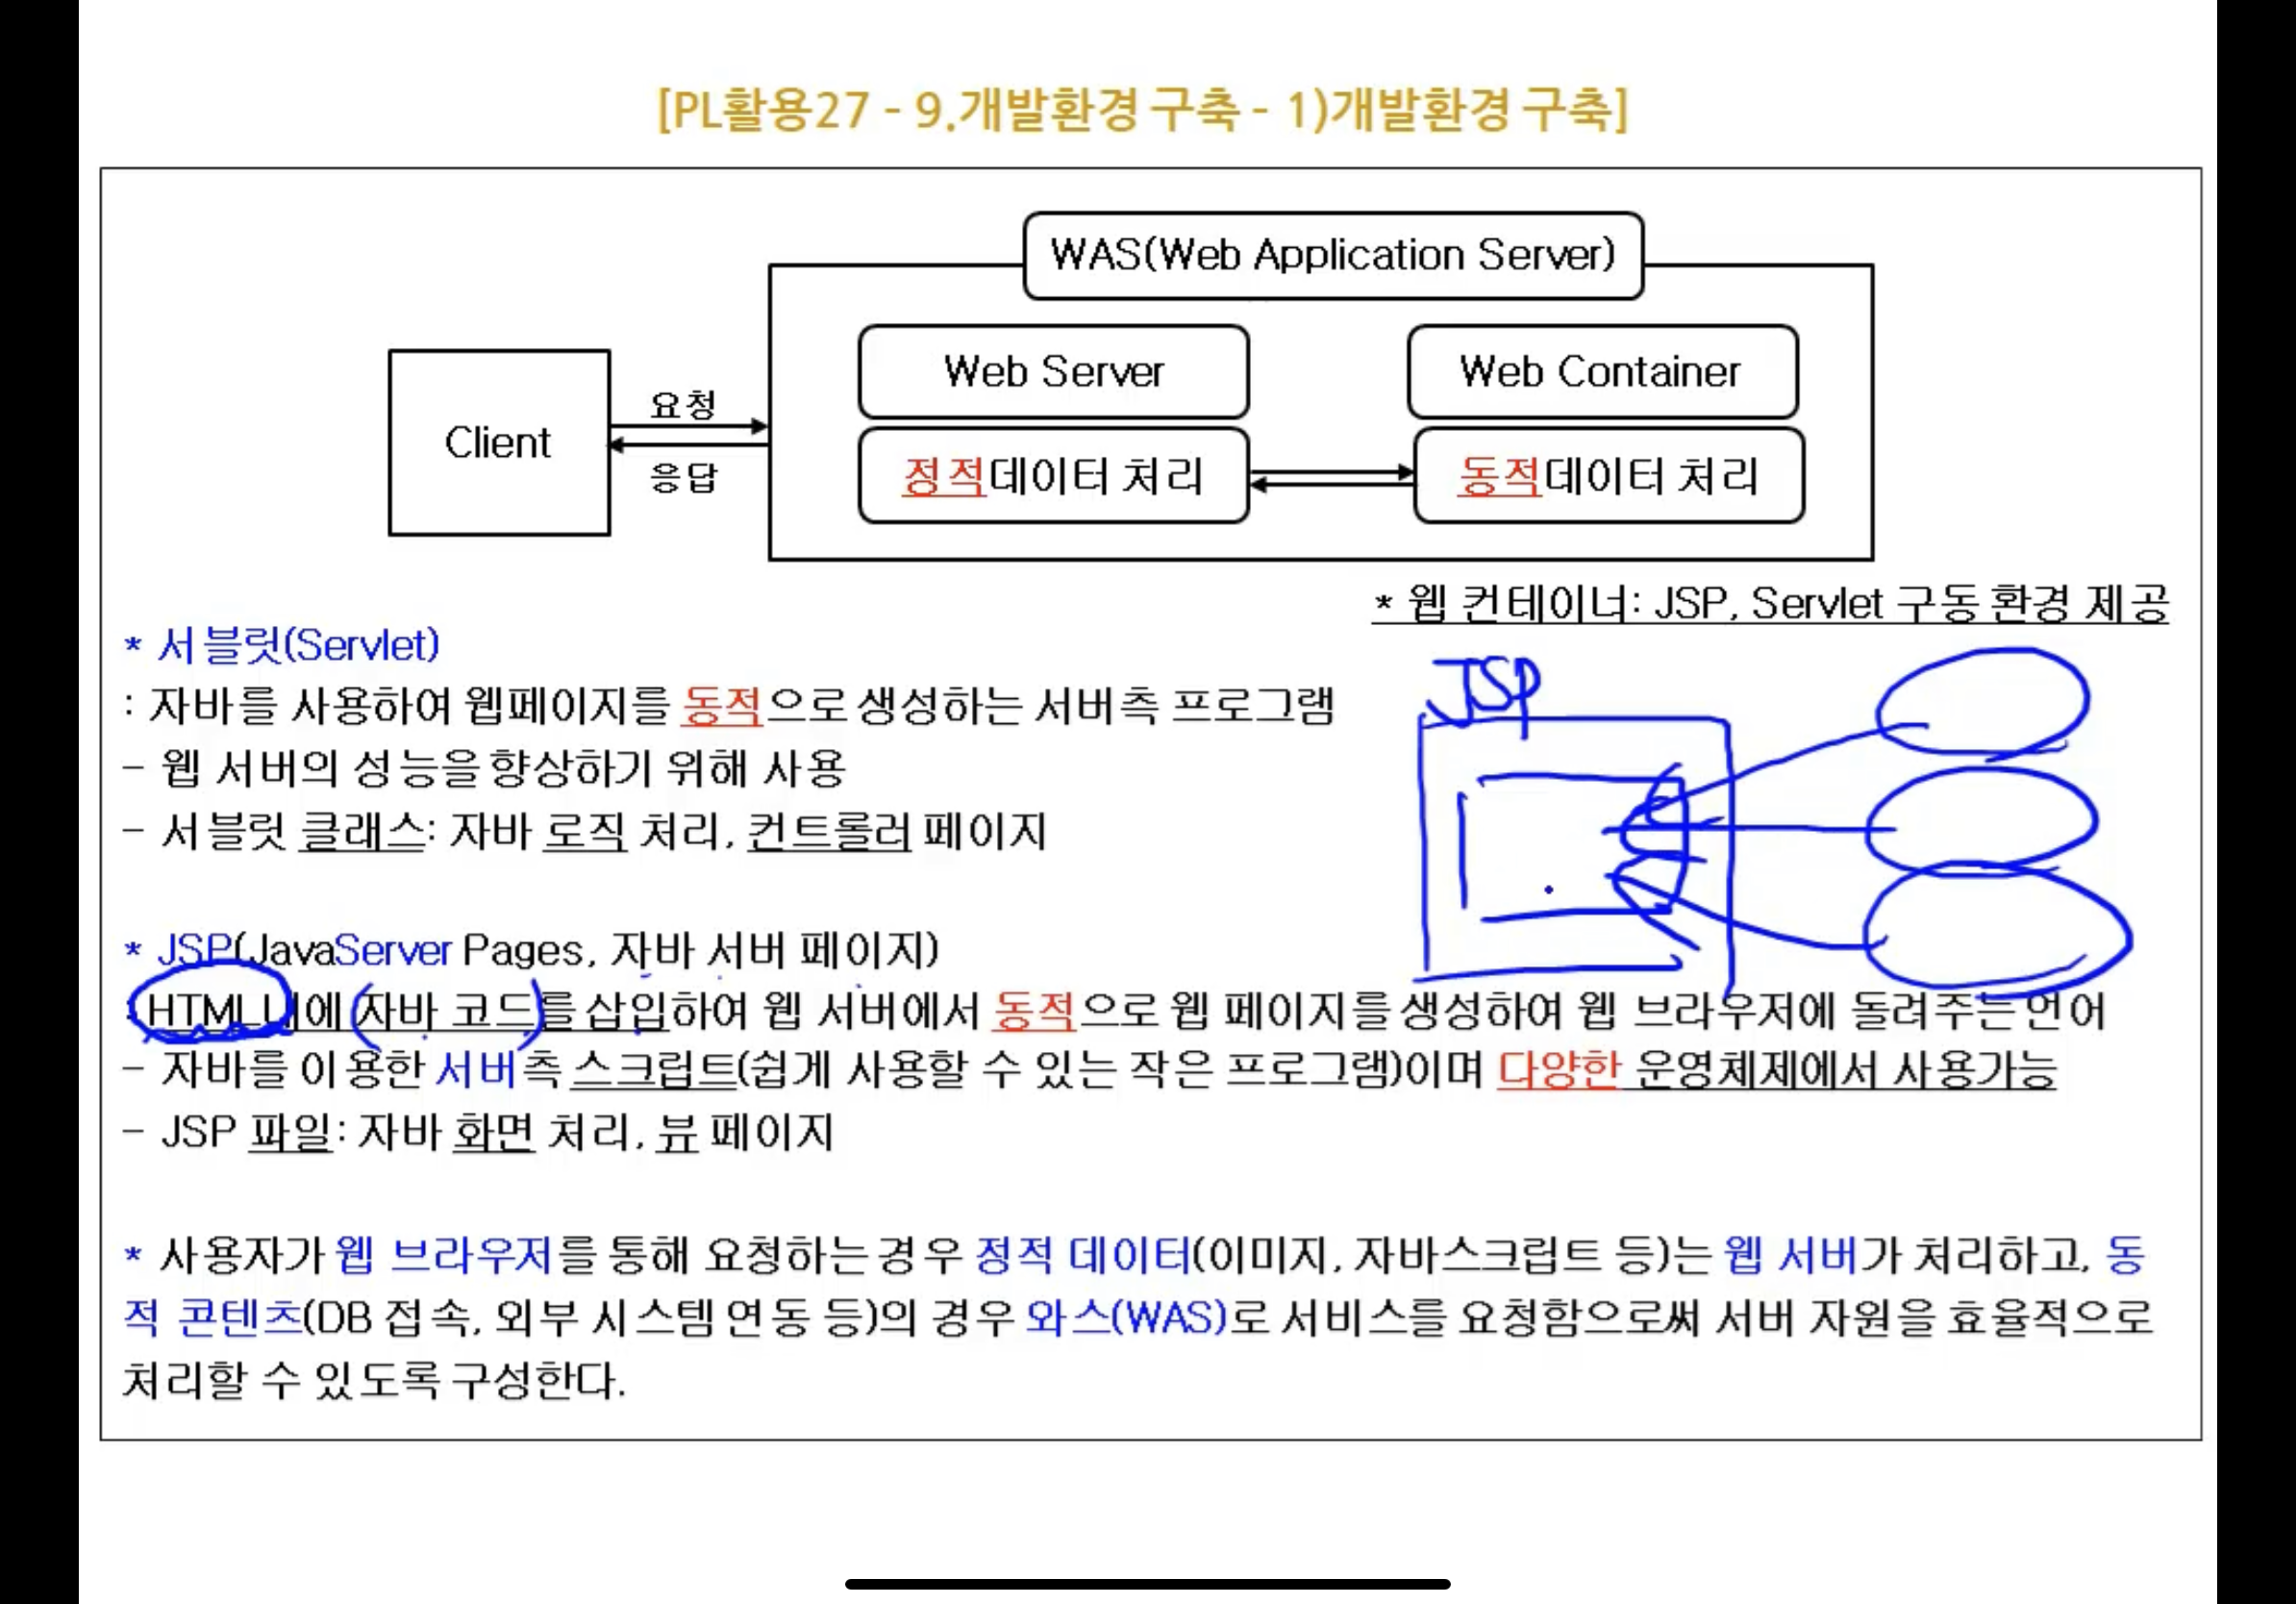 [PL활용27 - 9.개발환경 구축 - 1)개발환경 구축]
WAS(Web Application Server)
Web Server
Web Container
Client
요청
응답
정적데이터 처리
동적데이터 처리
* 웹 컨테이너: JSP, Servlet 구동 환경 제공
* 서블릿(Servlet)
: 자바를 사용하여 웹페이지를 동적으로 생성하는 서버측 프로그램
- 웹 서버의 성능을 향상하기 위해 사용
- 서블릿 클래스: 자바 로직 처리, 컨트롤러 페이지
JSP
* JSP(JavaServer Pages, 자바 서버 페이지)
: HTML 내에 자바 코드를 삽입하여 웹 서버에서 동적으로 웹 페이지를 생성하여 웹 브라우저에 돌려주는 언어
- 자바를 이용한 서버측 스크립트(쉽게 사용할 수 있는 작은 프로그램)이며 다양한 운영체제에서 사용가능
- JSP 파일: 자바 화면 처리, 뷰 페이지
* 사용자가 웹 브라우저를 통해 요청하는 경우 정적 데이터(이미지, 자바스크립트 등)는 웹 서버가 처리하고, 동
적 콘텐츠(DB 접속, 외부 시스템 연동 등)의 경우 와스(WAS)로 서비스를 요청함으로써 서버 자원을 효율적으로
처리할 수 있도록 구성한다.